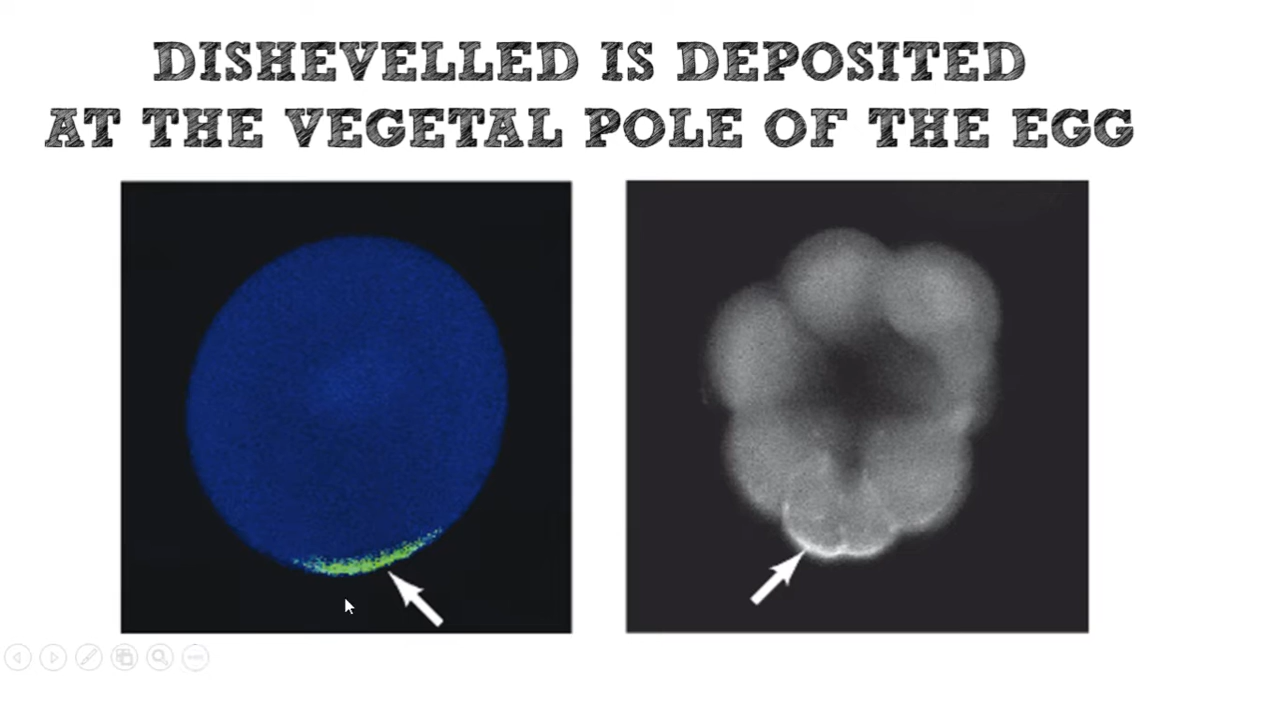 DISHEVELLED IS DEPOSITED
AT THE VEGETAL POLE OF THE EGG